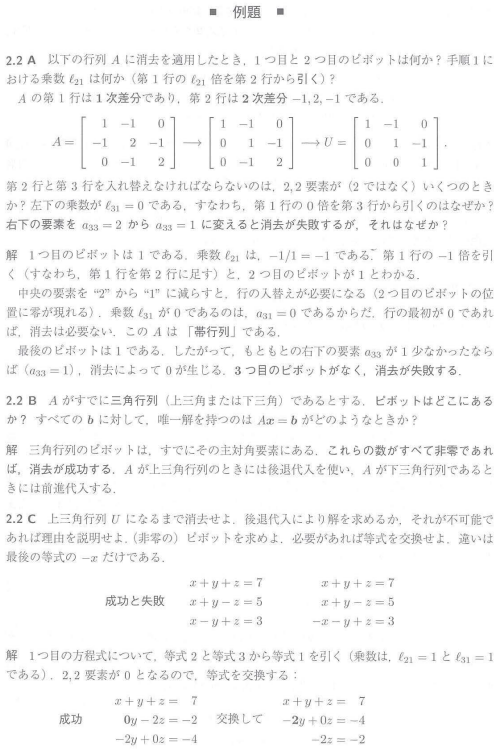 ■ 例題 ■
2.2 A 以下の行列 A に消去を適用したとき,1 つ目と 2 つ目のピボットは何か? 手順 1 に
おける乗数 ℓ₂₁ は何か(第 1 行の ℓ₂₁ 倍を第 2 行から引く)?
A の第 1 行は 1 次差分であり,第 2 行は 2 次差分 −1, 2, −1 である.
A = [ 1 −1 0 ; −1 2 −1 ; 0 −1 2 ] ⟶ [ 1 −1 0 ; 0 1 −1 ; 0 −1 2 ] ⟶ U = [ 1 −1 0 ; 0 1 −1 ; 0 0 1 ] .
第 2 行と第 3 行を入れ替えなければならないのは,2, 2 要素が(2 ではなく)いくつのとき
か? 左下の乗数が ℓ₃₁ = 0 である,すなわち,第 1 行の 0 倍を第 3 行から引くのはなぜか?
右下の要素を a₃₃ = 2 から a₃₃ = 1 に変えると消去が失敗するが,それはなぜか?
解 1 つ目のピボットは 1 である.乗数 ℓ₂₁ は,−1/1 = −1 である.第 1 行の −1 倍を引
く(すなわち,第 1 行を第 2 行に足す)と,2 つ目のピボットが 1 とわかる.
中央の要素を “2” から “1” に減らすと,行の入替えが必要になる(2 つ目のピボットの位
置に零が現れる).乗数 ℓ₃₁ が 0 であるのは,a₃₁ = 0 であるからだ.行の最初が 0 であれ
ば,消去は必要ない.この A は「帯行列」である.
最後のピボットは 1 である.したがって,もともとの右下の要素 a₃₃ が 1 少なかったなら
ば(a₃₃ = 1),消去によって 0 が生じる.3 つ目のピボットがなく,消去が失敗する.
2.2 B A がすでに三角行列(上三角または下三角)であるとする.ピボットはどこにある
か? すべての b に対して,唯一解を持つのは Ax = b がどのようなときか?
解 三角行列のピボットは,すでにその主対角要素にある.これらの数がすべて非零であれ
ば,消去が成功する.A が上三角行列のときには後退代入を使い,A が下三角行列であると
きには前進代入する.
2.2 C 上三角行列 U になるまで消去せよ.後退代入により解を求めるか,それが不可能で
あれば理由を説明せよ.(非零の)ピボットを求めよ.必要があれば等式を交換せよ.違いは
最後の等式の −x だけである.
x + y + z = 7 x + y + z = 7
成功と失敗 x + y − z = 5 x + y − z = 5
x − y + z = 3 −x − y + z = 3
解 1 つ目の方程式について,等式 2 と等式 3 から等式 1 を引く(乗数は,ℓ₂₁ = 1 と ℓ₃₁ = 1
である).2, 2 要素が 0 となるので,等式を交換する:
x + y + z = 7 x + y + z = 7
成功 0y − 2z = −2 交換して −2y + 0z = −4
−2y + 0z = −4 −2z = −2